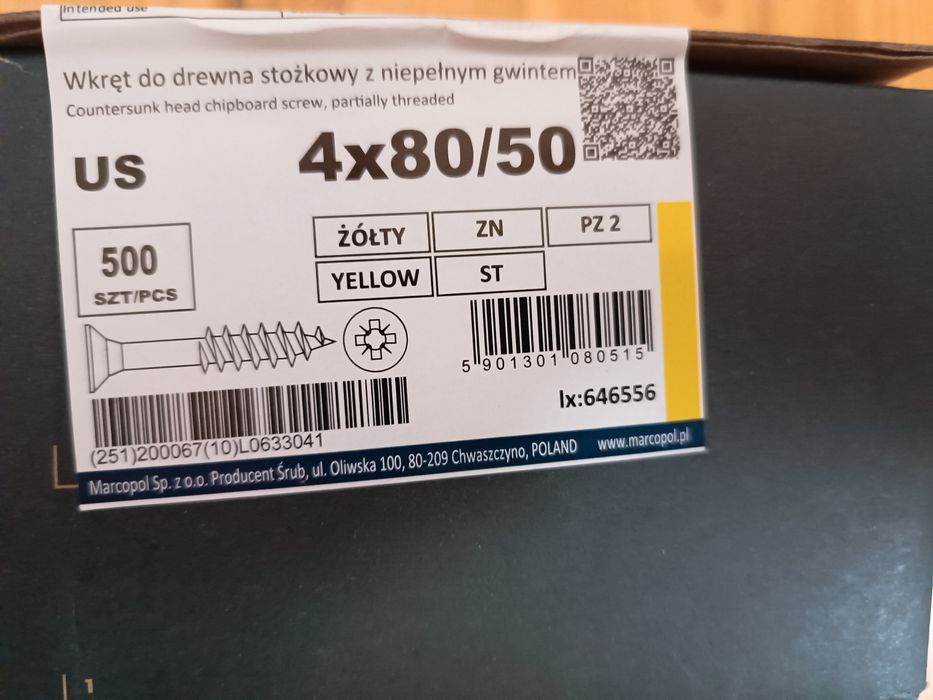 Intended use
Wkręt do drewna stożkowy z niepełnym gwintem
Countersunk head chipboard screw, partially threaded
US
4x80/50
500
SZT/PCS
ŻÓŁTY
ZN
PZ 2
YELLOW
ST
5 901301 080515
lx:646556
(251)200067(10)L0633041
Marcopol Sp. z o.o. Producent Śrub, ul. Oliwska 100, 80-209 Chwaszczyno, POLAND www.marcopol.pl
1